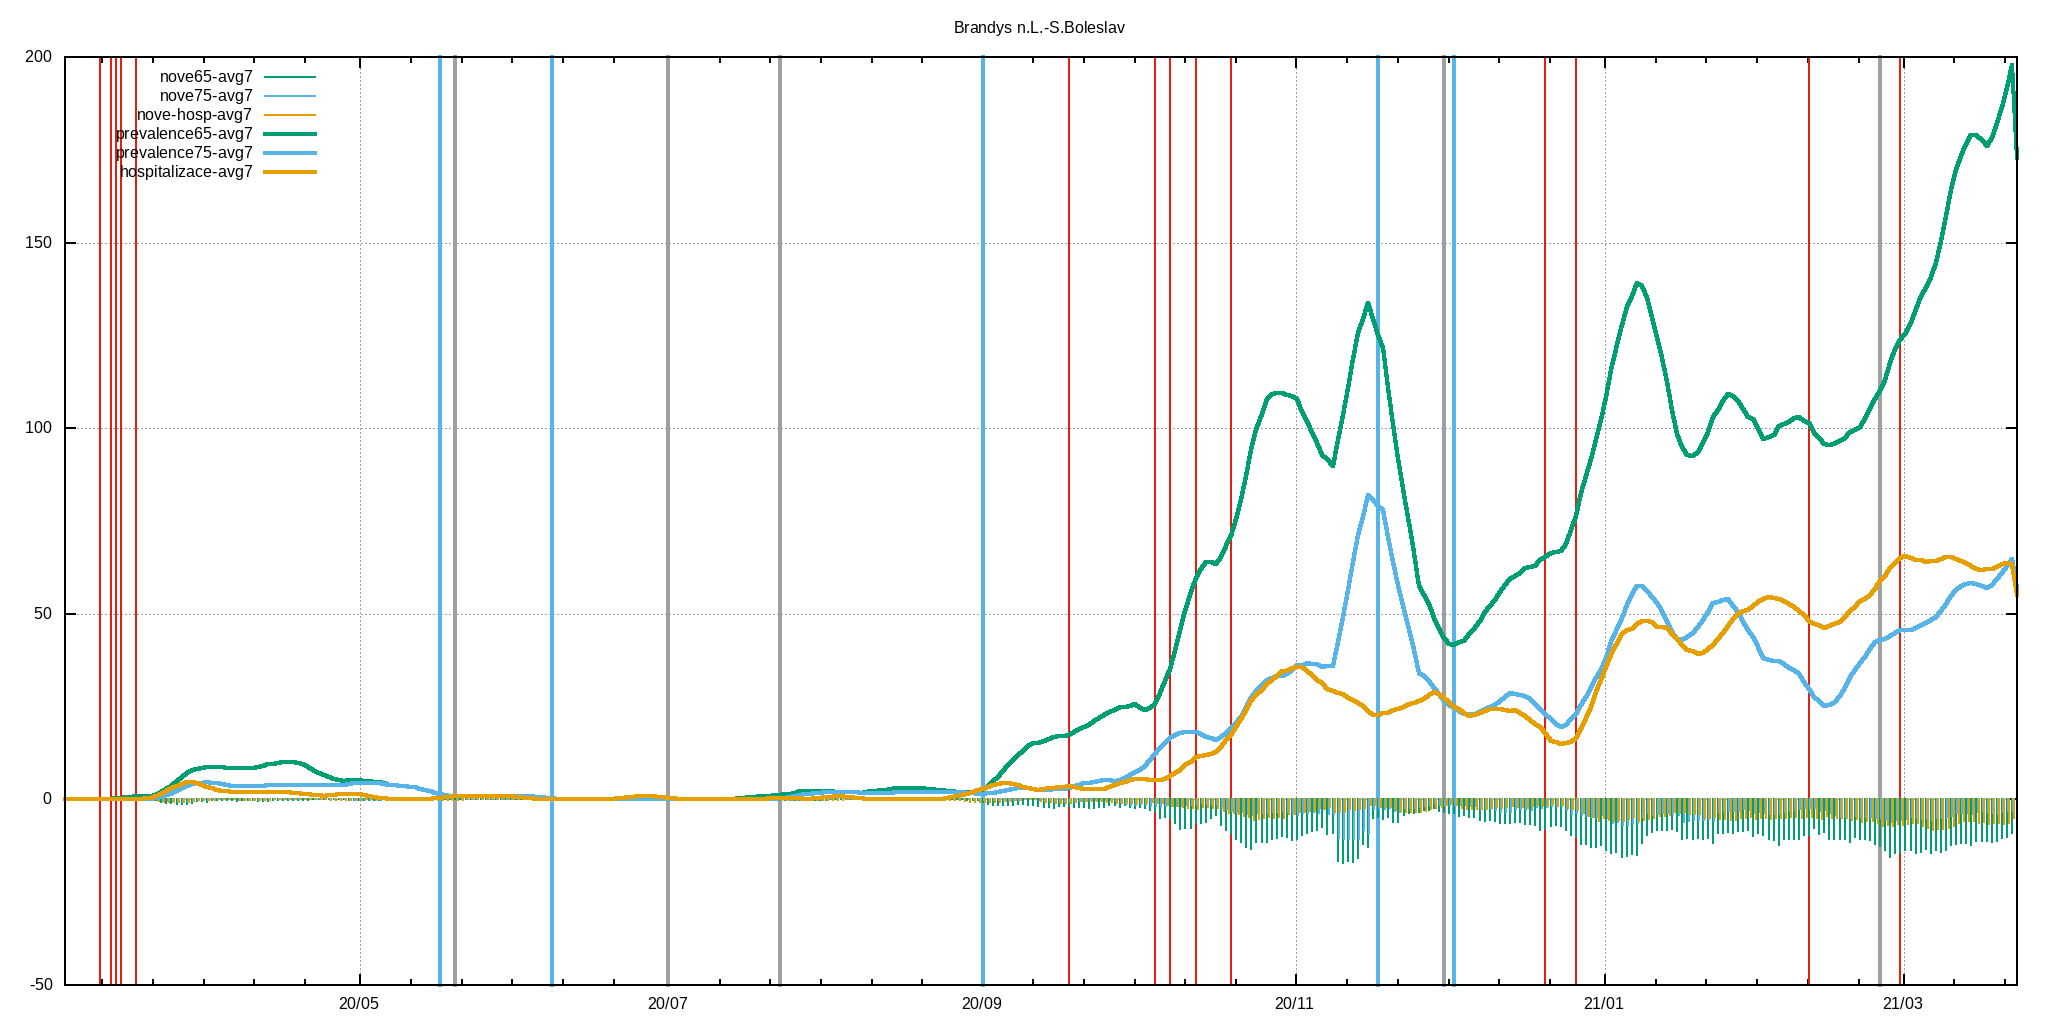 Brandys n.L.-S.Boleslav
200
nove65-avg7
nove75-avg7
nove-hosp-avg7
prevalence65-avg7
prevalence75-avg7
hospitalizace-avg7
150
100
50
0
-50
20/05 20/07 20/09 20/11 21/01 21/03